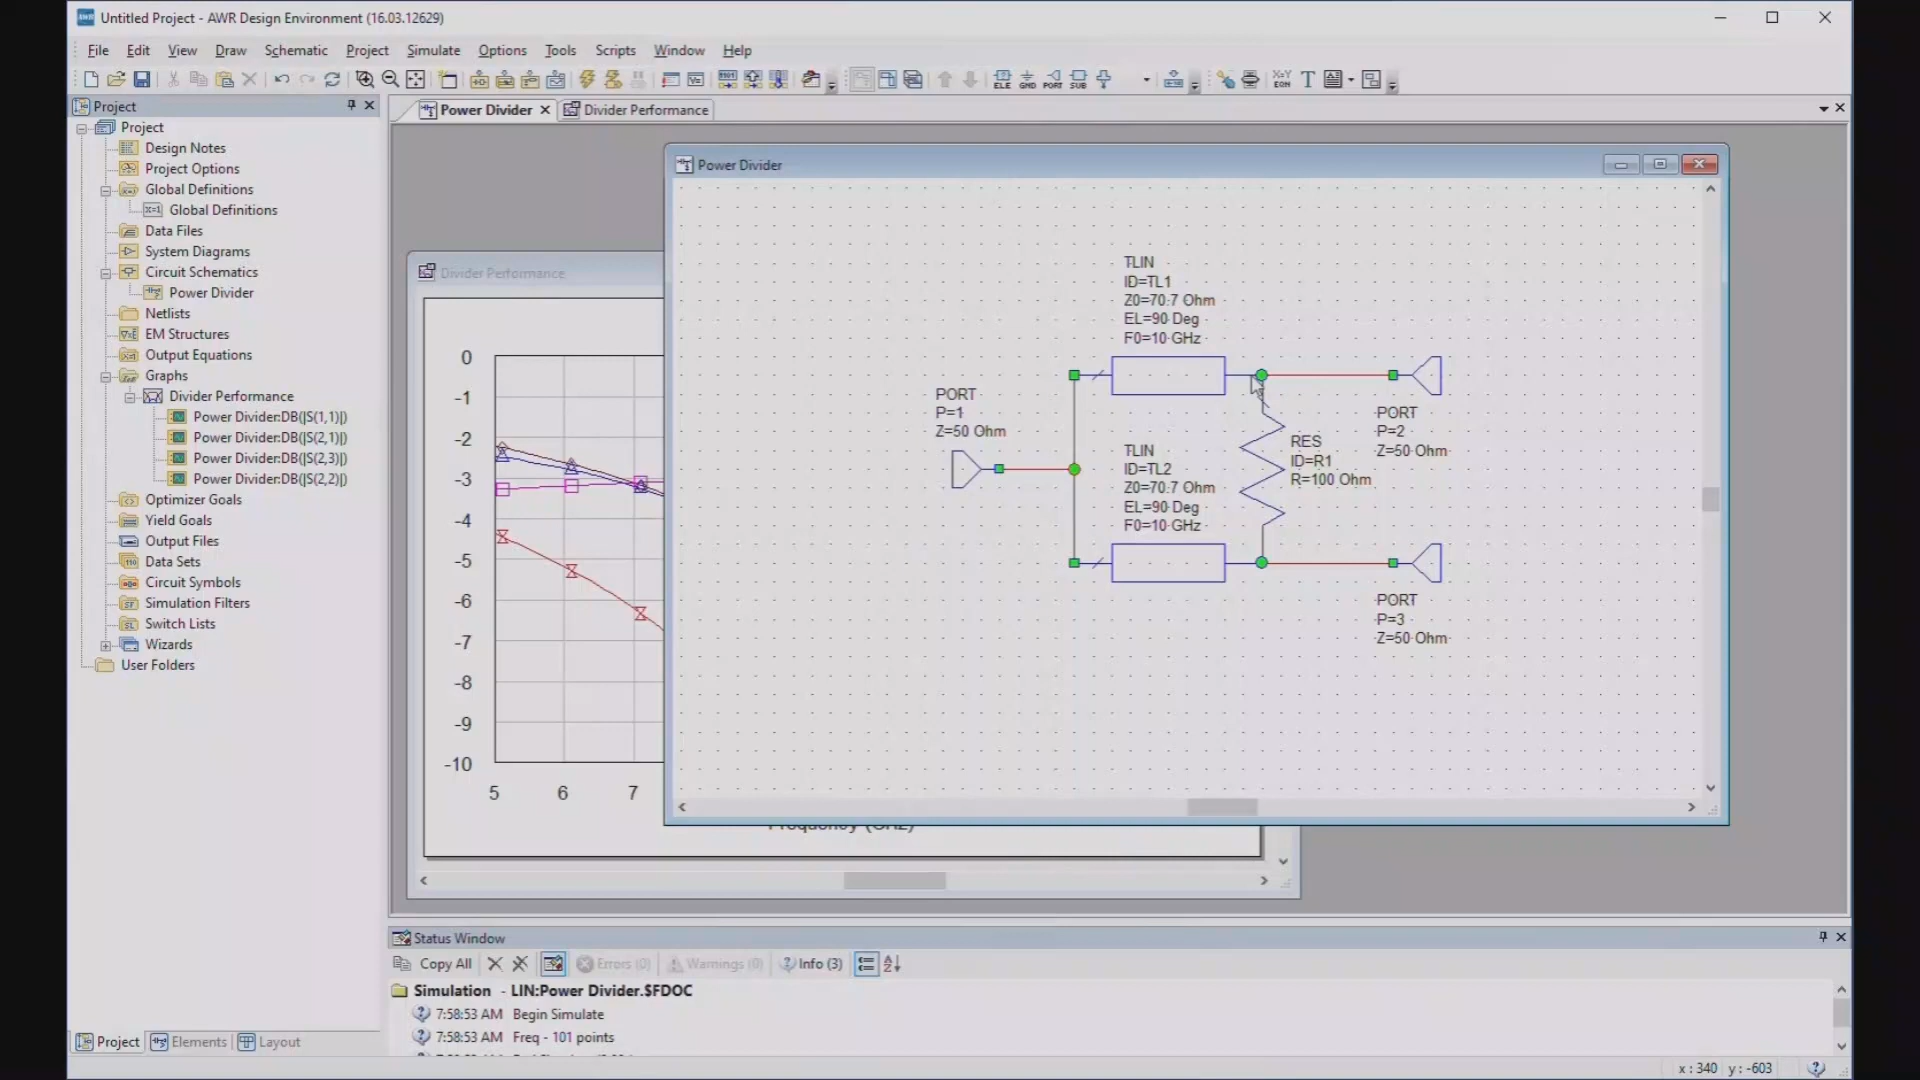 Untitled Project - AWR Design Environment (16.03.12629)
File Edit View Draw Schematic Project Simulate Options Tools Scripts Window Help
ELE GND PORT SUB
X=Y EQN
Project
Power Divider
Divider Performance
Project
Design Notes
Project Options
Global Definitions
Global Definitions
Data Files
System Diagrams
Circuit Schematics
Power Divider
Netlists
EM Structures
Output Equations
Graphs
Divider Performance
Power Divider:DB(|S(1,1)|)
Power Divider:DB(|S(2,1)|)
Power Divider:DB(|S(2,3)|)
Power Divider:DB(|S(2,2)|)
Optimizer Goals
Yield Goals
Output Files
Data Sets
Circuit Symbols
Simulation Filters
Switch Lists
Wizards
User Folders
Project Elements Layout
Divider Performance
0
-1
-2
-3
-4
-5
-6
-7
-8
-9
-10
5 6 7
Frequency (GHz)
Power Divider
TLIN
ID=TL1
Z0=70.7 Ohm
EL=90 Deg
F0=10 GHz
PORT
P=1
Z=50 Ohm
TLIN
ID=TL2
Z0=70.7 Ohm
EL=90 Deg
F0=10 GHz
RES
ID=R1
R=100 Ohm
PORT
P=2
Z=50 Ohm
PORT
P=3
Z=50 Ohm
Status Window
Copy All Errors (0) Warnings (0) Info (3)
Simulation - LIN:Power Divider.$FDOC
7:58:53 AM Begin Simulate
7:58:53 AM Freq - 101 points
x : 340 y : -603